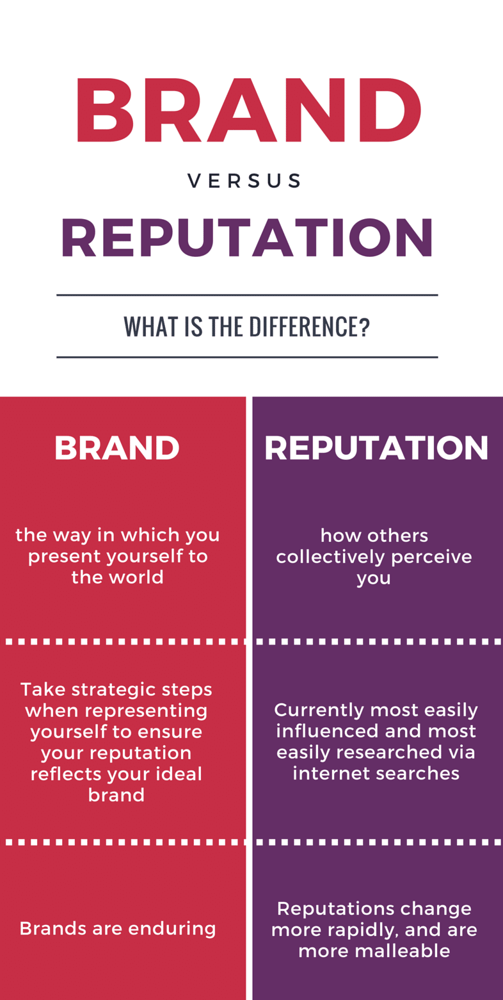 BRAND
VERSUS
REPUTATION
WHAT IS THE DIFFERENCE?
BRAND
the way in which you
present yourself to
the world
Take strategic steps
when representing
yourself to ensure
your reputation
reflects your ideal
brand
Brands are enduring
REPUTATION
how others
collectively perceive
you
Currently most easily
influenced and most
easily researched via
internet searches
Reputations change
more rapidly, and are
more malleable